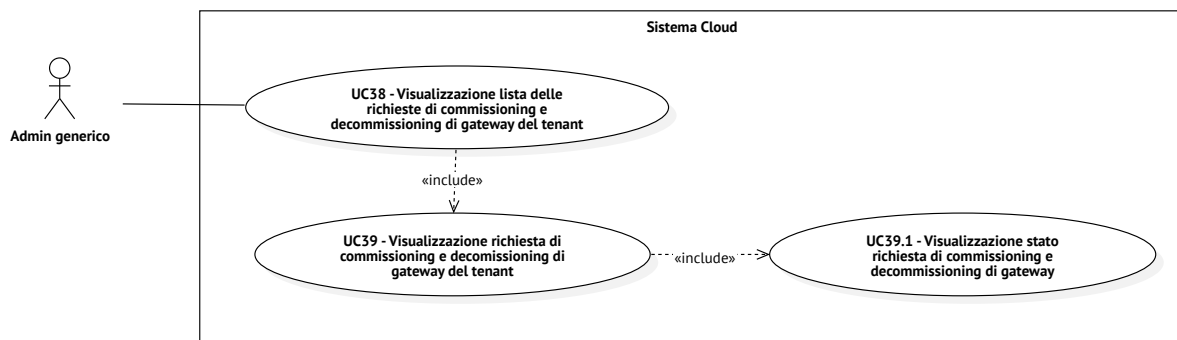 Sistema Cloud
Admin generico
UC38 - Visualizzazione lista delle
richieste di commissioning e
decommissioning di gateway del tenant
«include»
UC39 - Visualizzazione richiesta di
commissioning e decomissioning di
gateway del tenant
«include»
UC39.1 - Visualizzazione stato
richiesta di commissioning e
decommissioning di gateway